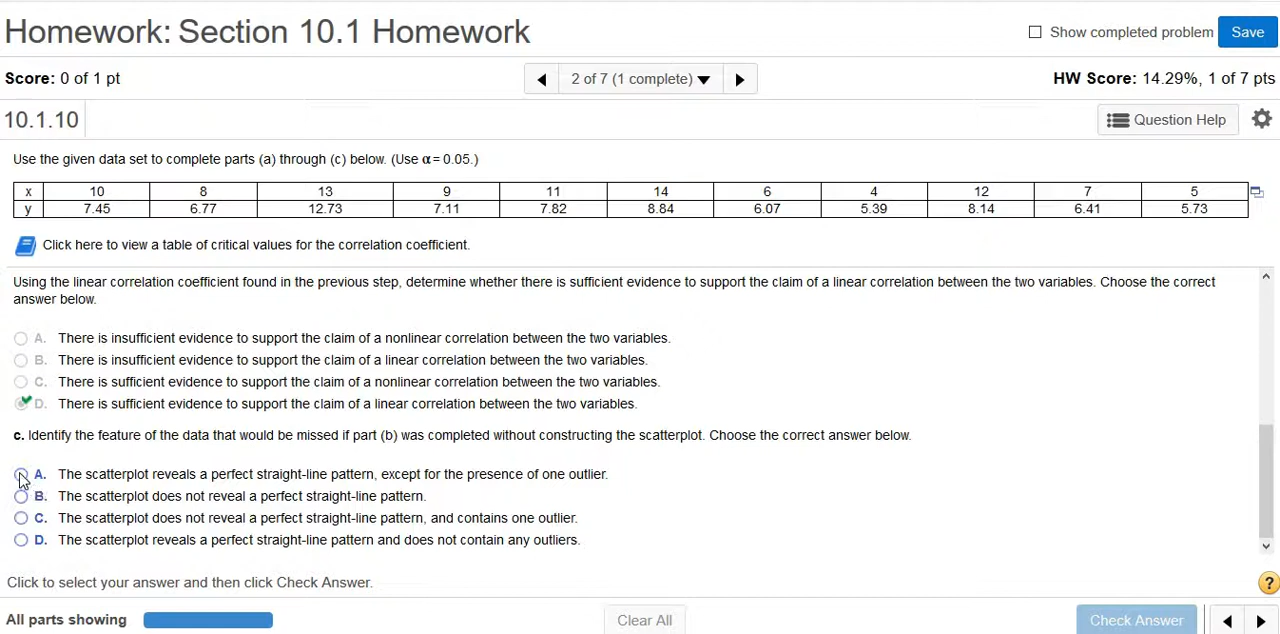 Homework: Section 10.1 Homework
Show completed problem Save
Score: 0 of 1 pt
2 of 7 (1 complete)
HW Score: 14.29%, 1 of 7 pts
10.1.10
Question Help
Use the given data set to complete parts (a) through (c) below. (Use α = 0.05.)
x 10 8 13 9 11 14 6 4 12 7 5
y 7.45 6.77 12.73 7.11 7.82 8.84 6.07 5.39 8.14 6.41 5.73
Click here to view a table of critical values for the correlation coefficient.
Using the linear correlation coefficient found in the previous step, determine whether there is sufficient evidence to support the claim of a linear correlation between the two variables. Choose the correct
answer below.
A. There is insufficient evidence to support the claim of a nonlinear correlation between the two variables.
B. There is insufficient evidence to support the claim of a linear correlation between the two variables.
C. There is sufficient evidence to support the claim of a nonlinear correlation between the two variables.
D. There is sufficient evidence to support the claim of a linear correlation between the two variables.
c. Identify the feature of the data that would be missed if part (b) was completed without constructing the scatterplot. Choose the correct answer below.
A. The scatterplot reveals a perfect straight-line pattern, except for the presence of one outlier.
B. The scatterplot does not reveal a perfect straight-line pattern.
C. The scatterplot does not reveal a perfect straight-line pattern, and contains one outlier.
D. The scatterplot reveals a perfect straight-line pattern and does not contain any outliers.
Click to select your answer and then click Check Answer.
?
All parts showing
Clear All
Check Answer